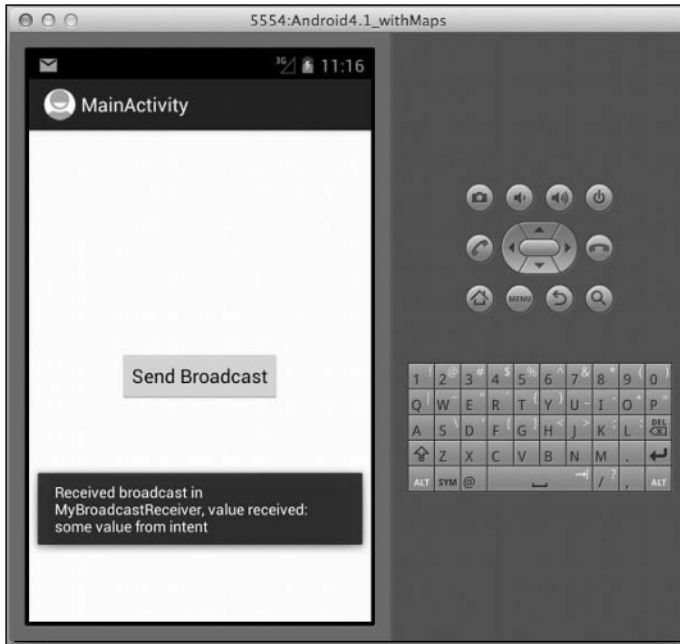 5554:Android4.1_withMaps
3G 11:16
MainActivity
Send Broadcast
Received broadcast in
MyBroadcastReceiver, value received:
some value from intent
MENU
1 ! 2 @ 3 # 4 $ 5 % 6 ^ 7 & 8 * 9 ( 0 )
Q | W ~ E " R ` T { Y } U - I - O + P =
A S \ D ' F [ G ] H < J > K ; L : DEL
Z X C V B N M .
ALT SYM @ / ? , ALT